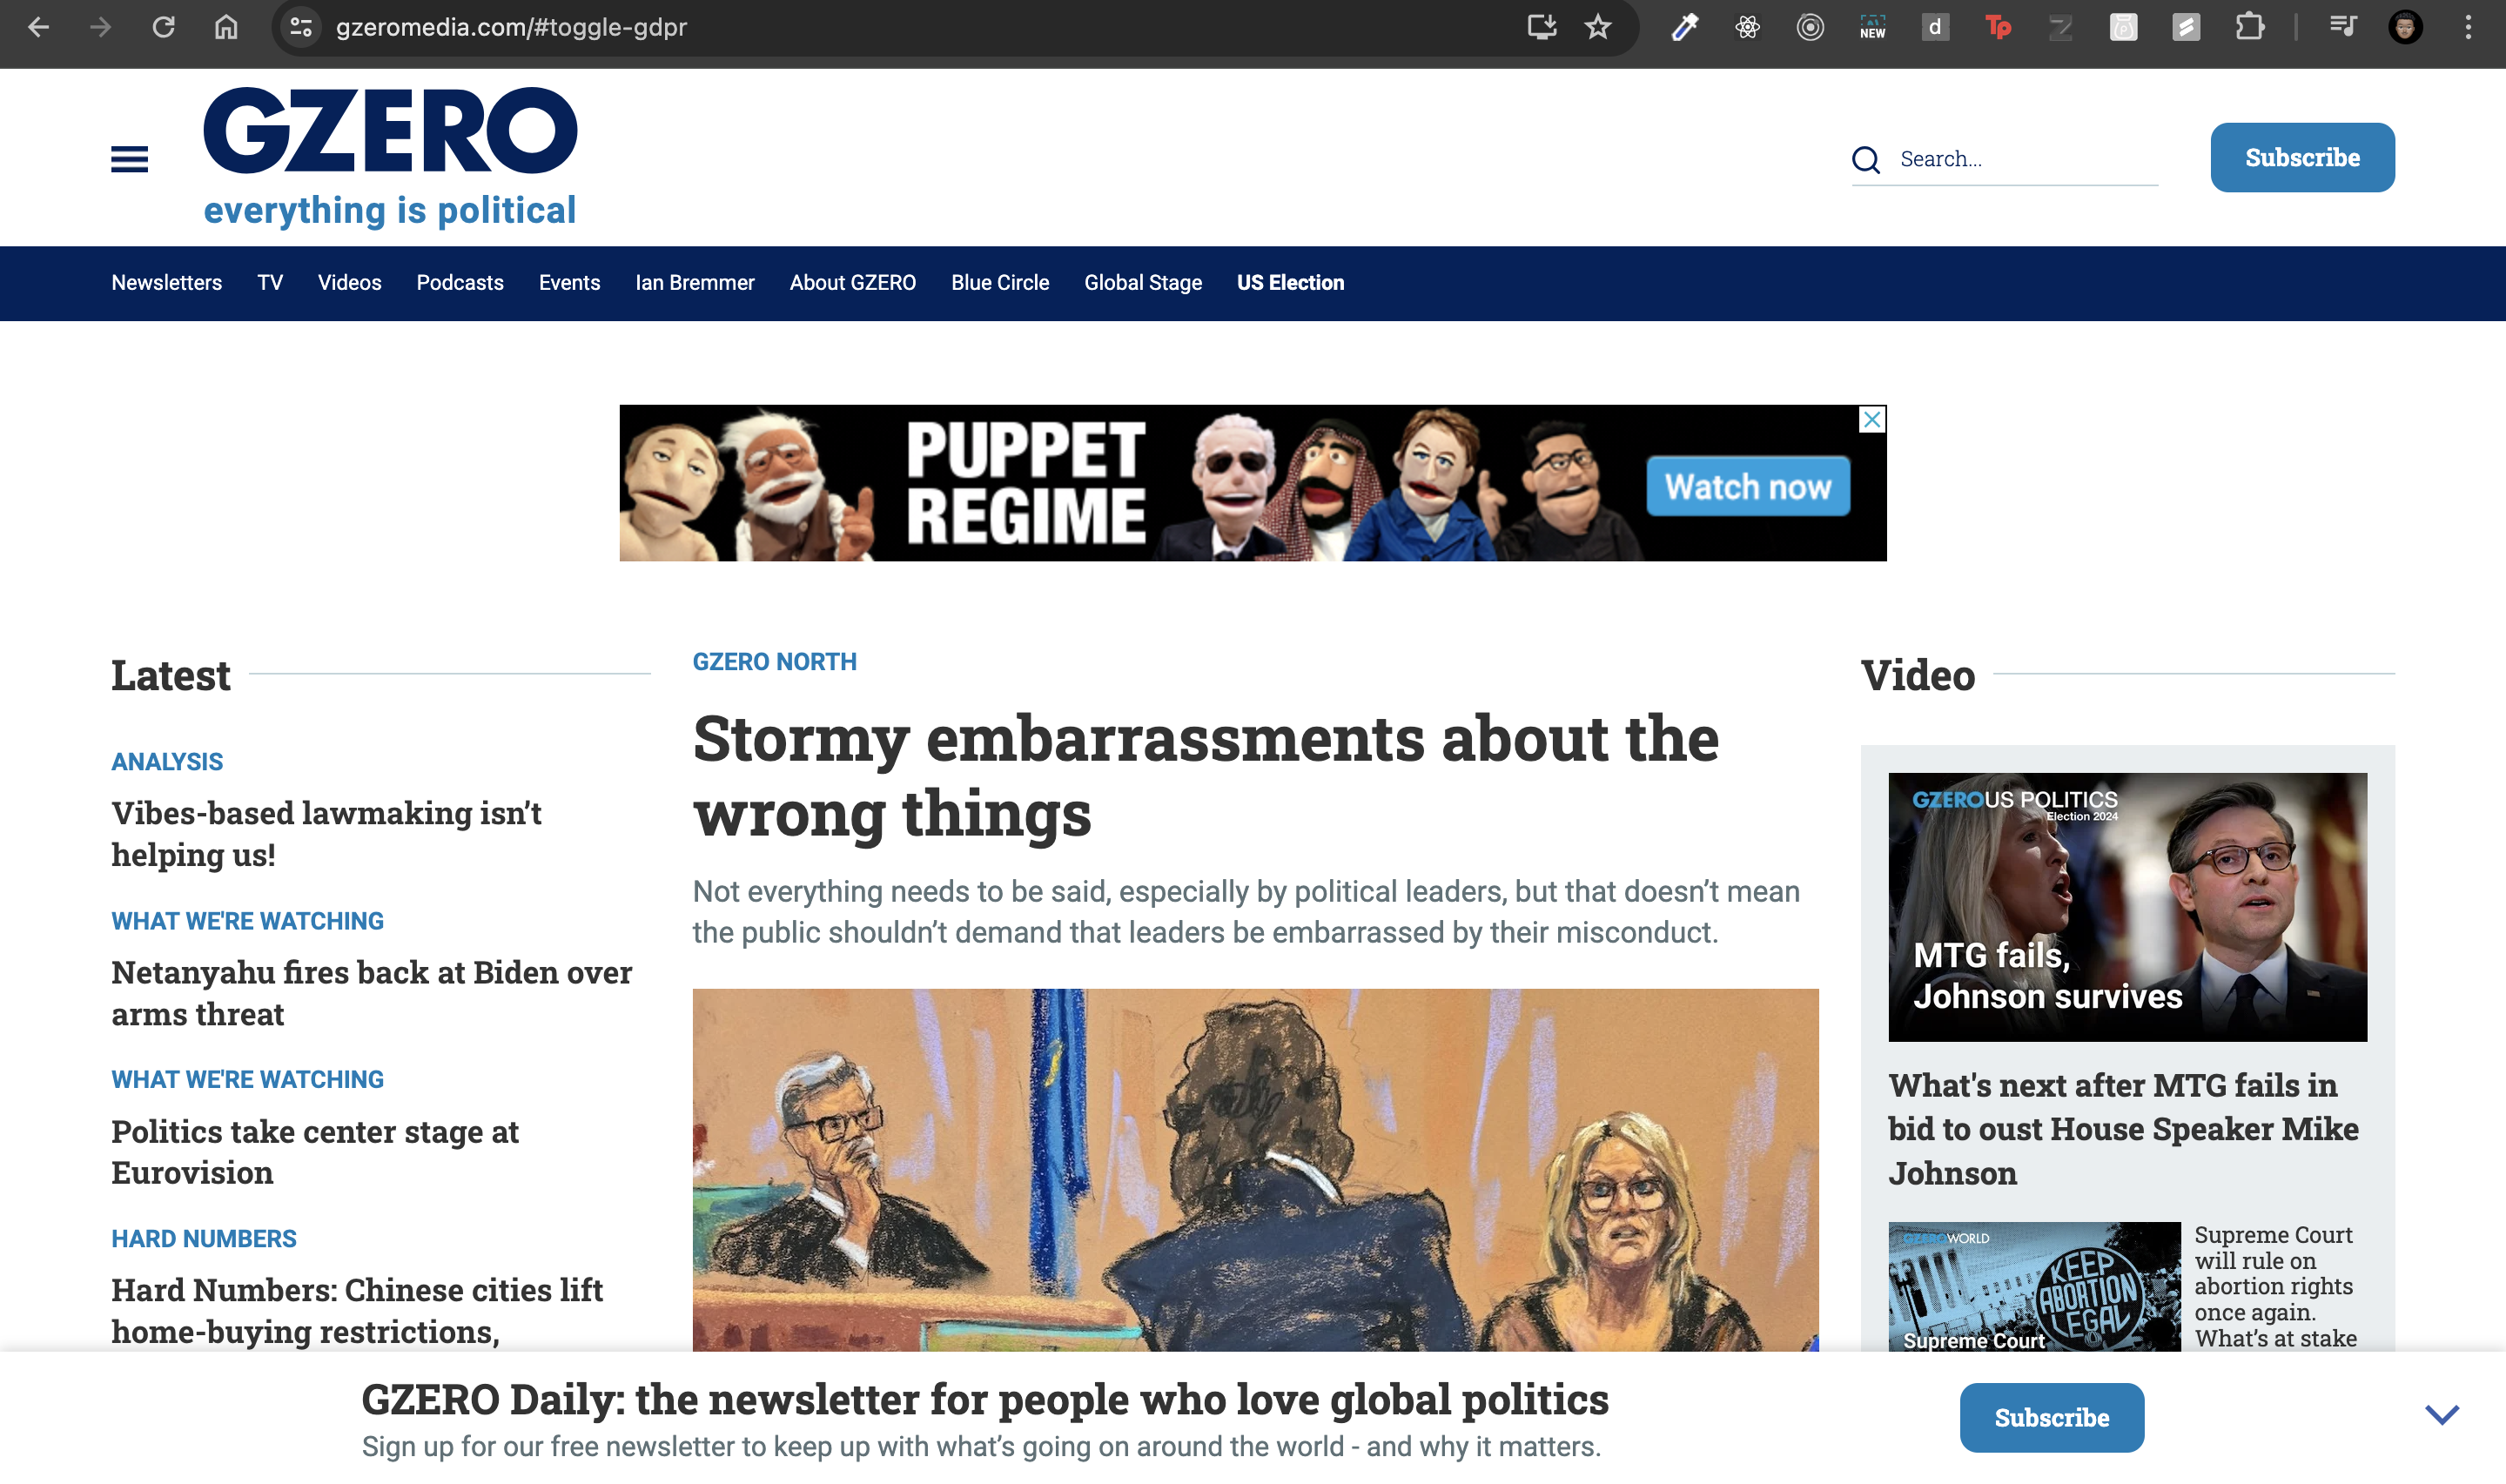 gzeromedia.com/#toggle-gdpr
NEW
d
Tp
GZERO
everything is political
Search...
Subscribe
Newsletters TV Videos Podcasts Events Ian Bremmer About GZERO Blue Circle Global Stage US Election
PUPPET
REGIME
Watch now
Latest
ANALYSIS
Vibes-based lawmaking isn’t
helping us!
WHAT WE'RE WATCHING
Netanyahu fires back at Biden over
arms threat
WHAT WE'RE WATCHING
Politics take center stage at
Eurovision
HARD NUMBERS
Hard Numbers: Chinese cities lift
home-buying restrictions,
GZERO NORTH
Stormy embarrassments about the
wrong things
Not everything needs to be said, especially by political leaders, but that doesn’t mean
the public shouldn’t demand that leaders be embarrassed by their misconduct.
Video
GZERO US POLITICS
Election 2024
MTG fails,
Johnson survives
What's next after MTG fails in
bid to oust House Speaker Mike
Johnson
GZERO WORLD
KEEP
ABORTION
LEGAL
Supreme Court
Supreme Court
will rule on
abortion rights
once again.
What’s at stake
GZERO Daily: the newsletter for people who love global politics
Sign up for our free newsletter to keep up with what’s going on around the world - and why it matters.
Subscribe